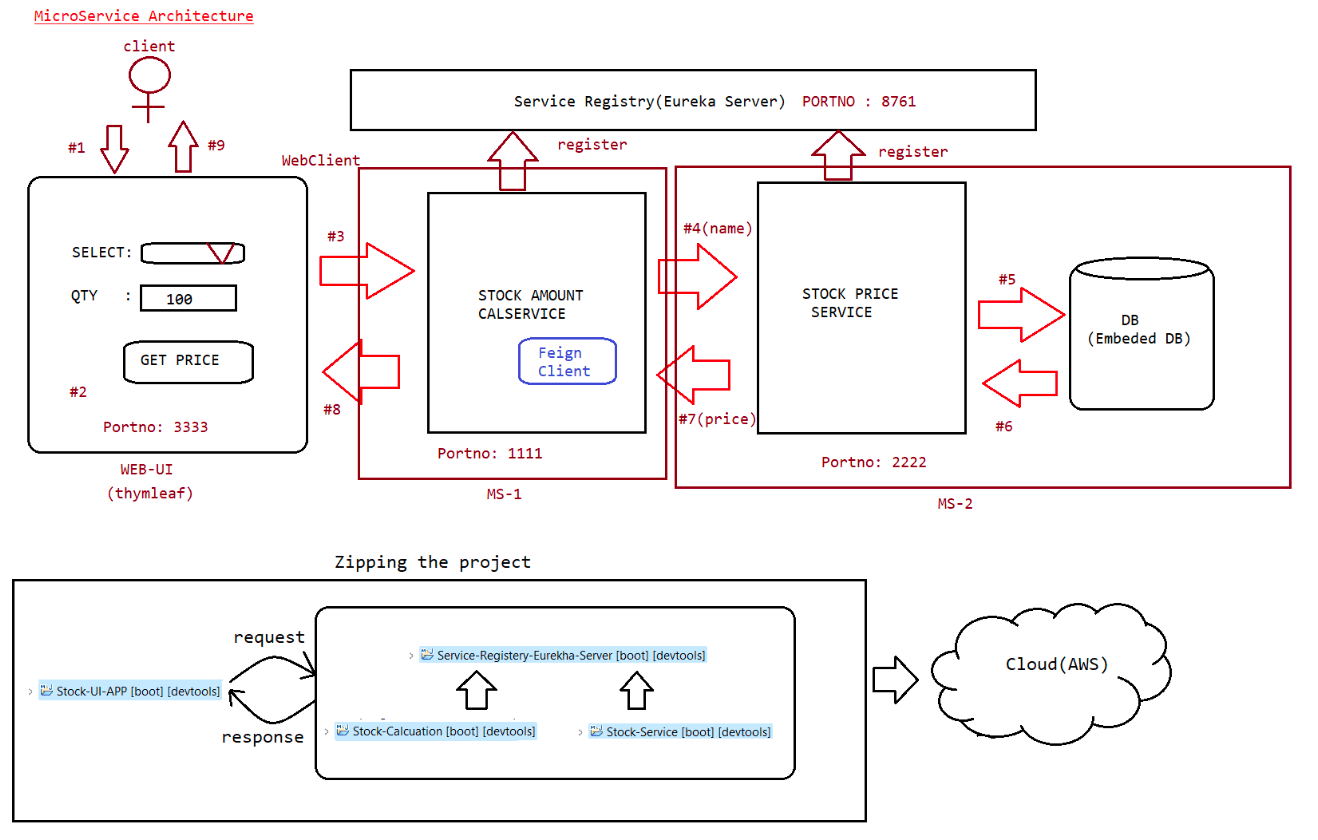 MicroService Architecture
client
Service Registry(Eureka Server) PORTNO : 8761
#1
#9
register
register
WebClient
SELECT:
QTY :
100
GET PRICE
#2
Portno: 3333
WEB-UI
(thymleaf)
#3
#8
STOCK AMOUNT
CALSERVICE
Feign
Client
Portno: 1111
MS-1
#4(name)
#7(price)
STOCK PRICE
SERVICE
Portno: 2222
#5
#6
DB
(Embeded DB)
MS-2
Zipping the project
request
Stock-UI-APP [boot] [devtools]
response
Service-Registery-Eurekha-Server [boot] [devtools]
Stock-Calcuation [boot] [devtools]
Stock-Service [boot] [devtools]
Cloud(AWS)